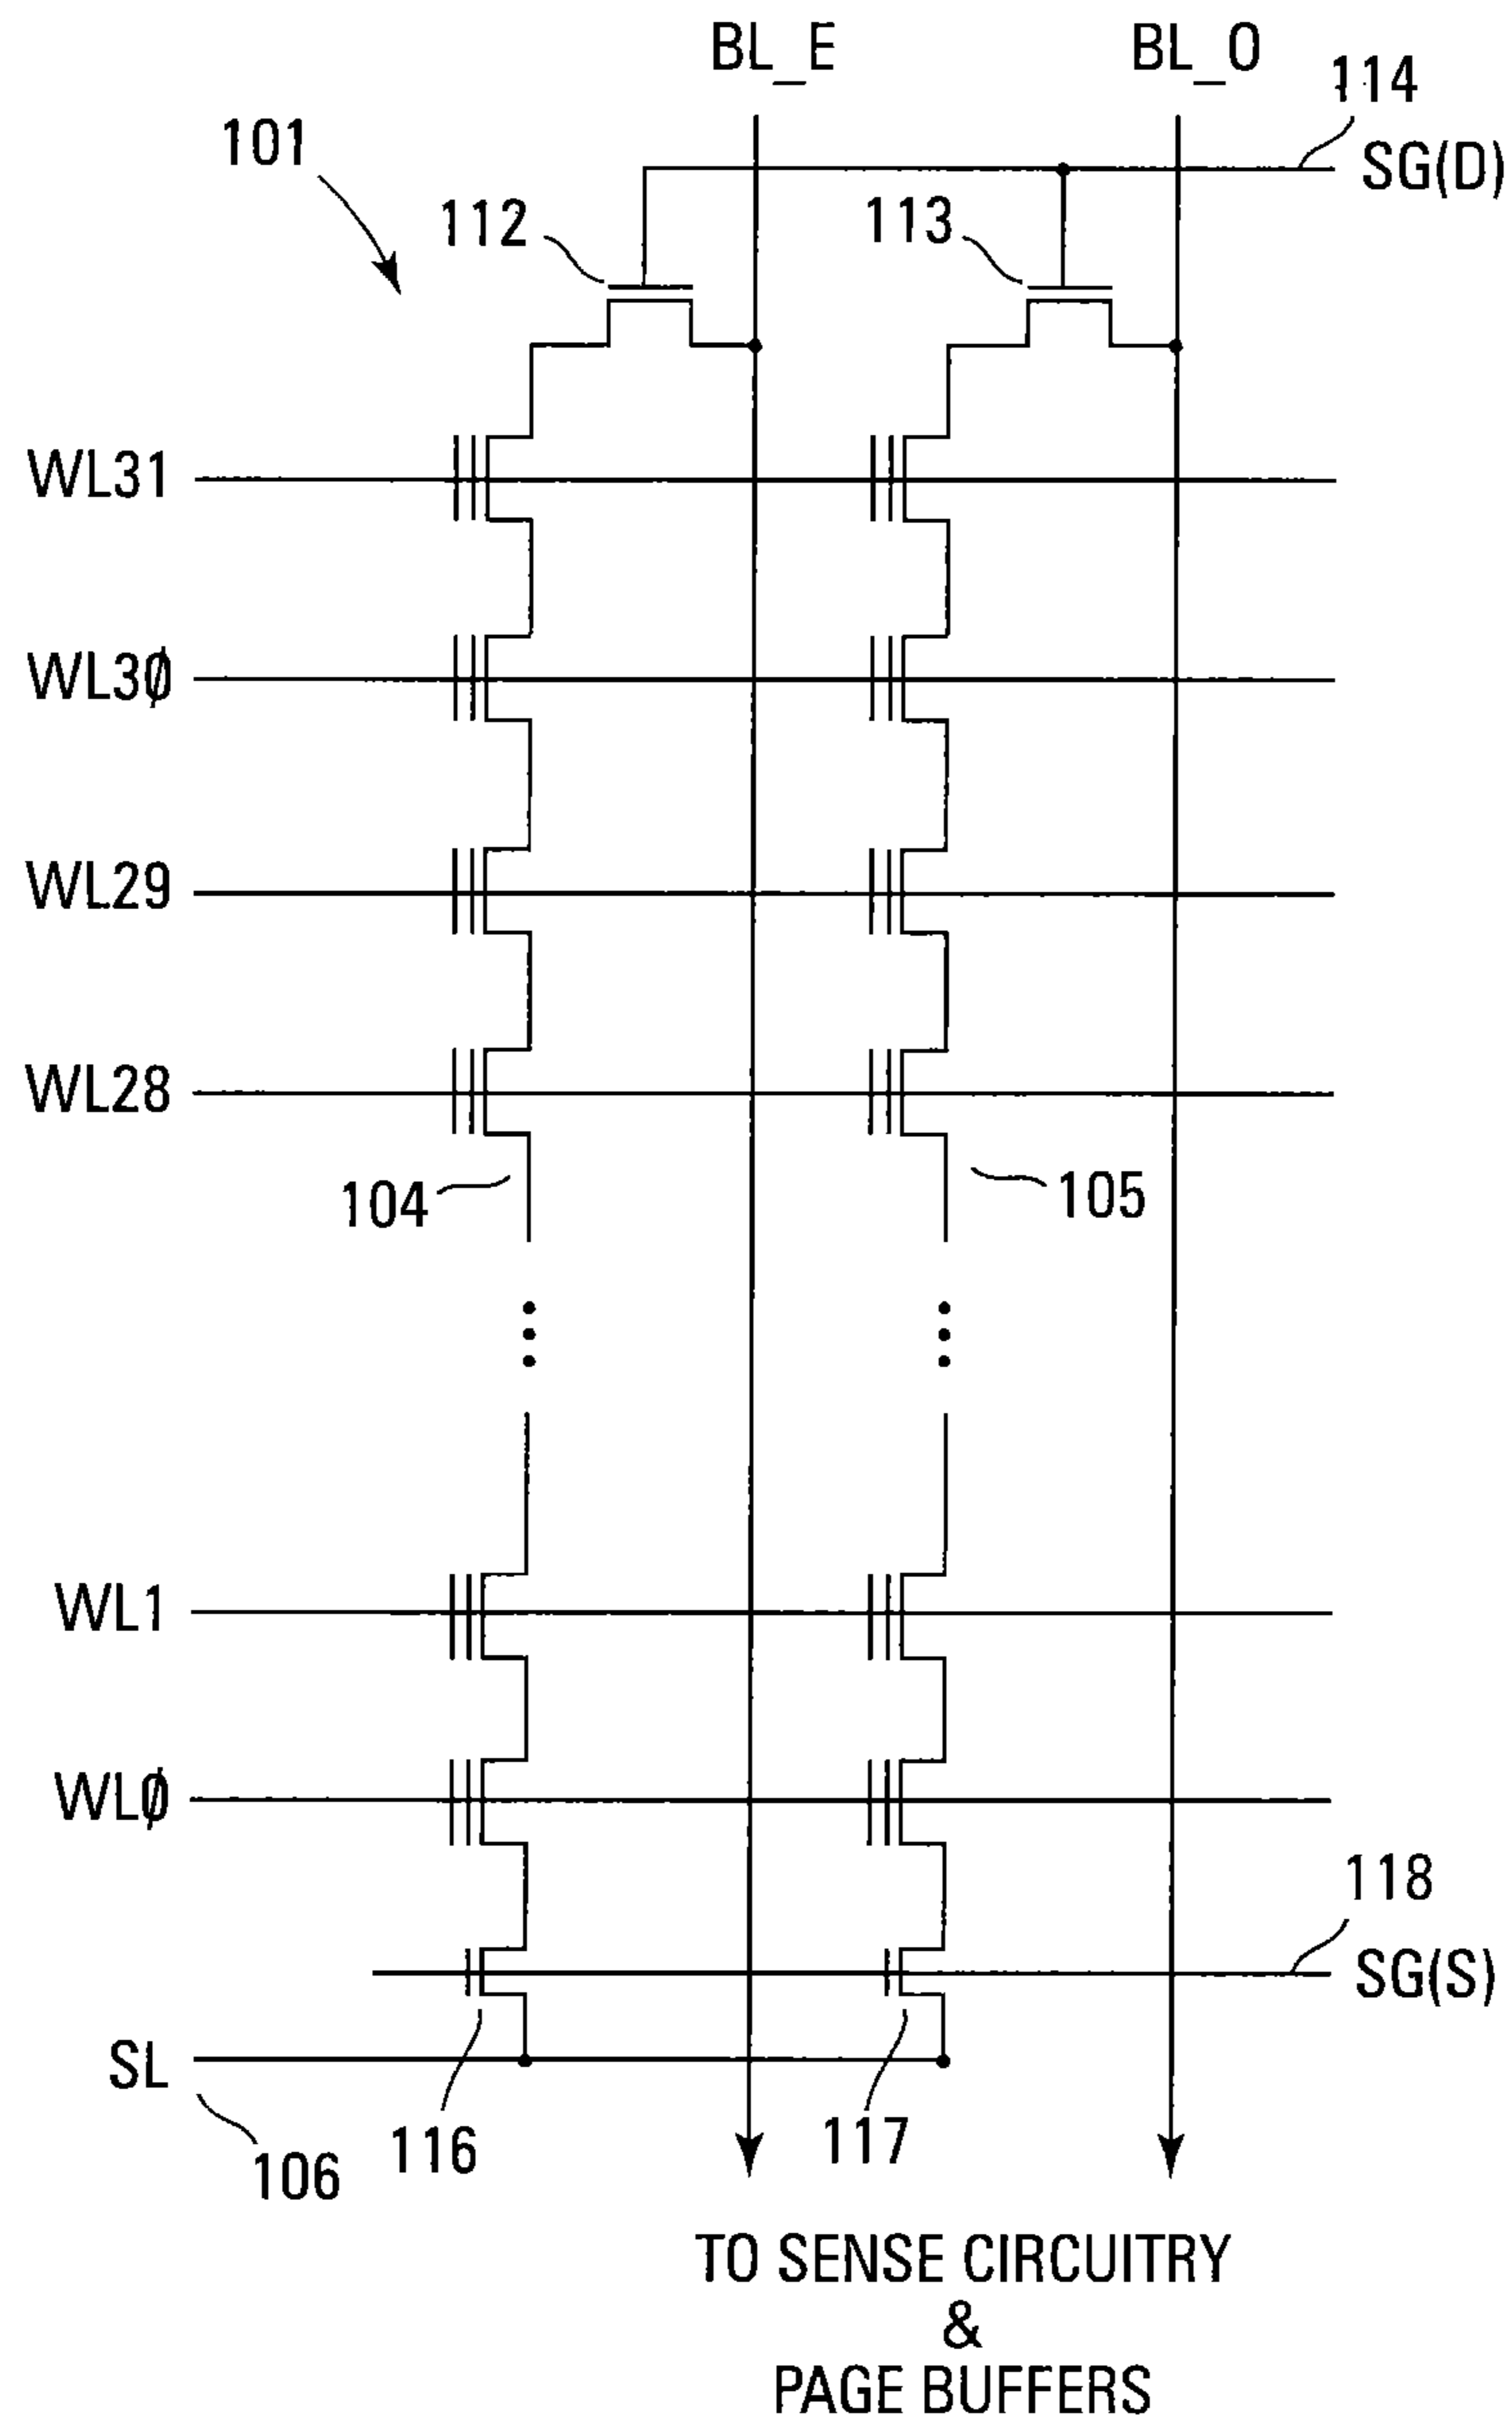 BL_E
BL_O
114
101
SG(D)
112
113
WL31
WL3Ø
WL29
WL28
104
105
WL1
WLØ
118
SG(S)
SL
116
117
106
TO SENSE CIRCUITRY
&
PAGE BUFFERS